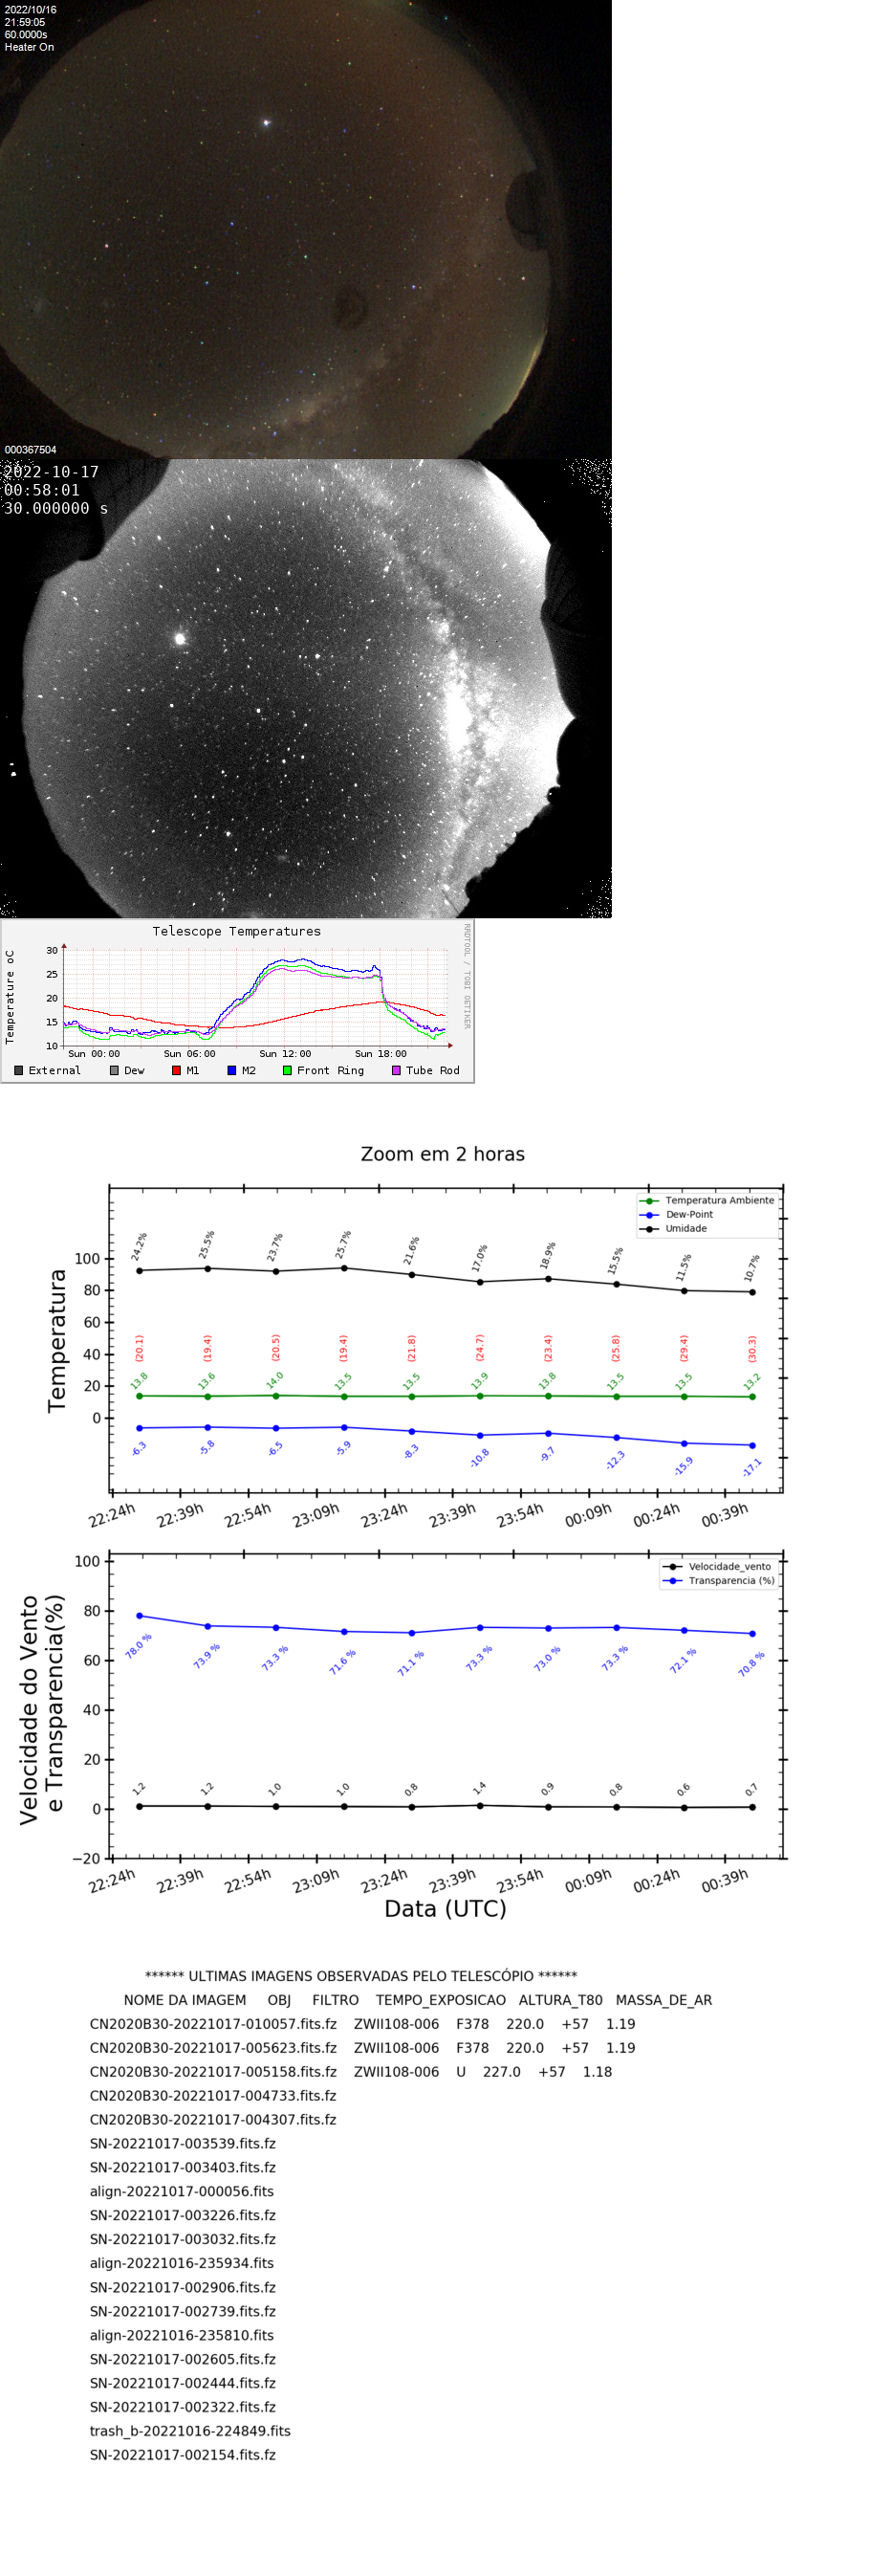 2022/10/16
21:59:05
60.0000s
Heater On
000367504
2022-10-17
00:58:01
30.000000 s
Telescope Temperatures
RRDTOOL / TOBI OETIKER
Temperature oC
30
25
20
15
10
Sun 00:00 Sun 06:00 Sun 12:00 Sun 18:00
External Dew M1 M2 Front Ring Tube Rod
Zoom em 2 horas
Temperatura Ambiente
Dew-Point
Umidade
Temperatura
100
80
60
40
20
0
24.2% 25.5% 23.7% 25.7% 21.6% 17.0% 18.9% 15.5% 11.5% 10.7%
(20.1) (19.4) (20.5) (19.4) (21.8) (24.7) (23.4) (25.8) (29.4) (30.3)
13.8 13.6 14.0 13.5 13.5 13.9 13.8 13.5 13.5 13.2
-6.3 -5.8 -6.5 -5.9 -8.3 -10.8 -9.7 -12.3 -15.9 -17.1
22:24h 22:39h 22:54h 23:09h 23:24h 23:39h 23:54h 00:09h 00:24h 00:39h
Velocidade_vento
Transparencia (%)
Velocidade do Vento
e Transparencia(%)
100
80
60
40
20
0
−20
78.0 % 73.9 % 73.3 % 71.6 % 71.1 % 73.3 % 73.0 % 73.3 % 72.1 % 70.8 %
1.2 1.2 1.0 1.0 0.8 1.4 0.9 0.8 0.6 0.7
22:24h 22:39h 22:54h 23:09h 23:24h 23:39h 23:54h 00:09h 00:24h 00:39h
Data (UTC)
****** ULTIMAS IMAGENS OBSERVADAS PELO TELESCÓPIO ******
NOME DA IMAGEM OBJ FILTRO TEMPO_EXPOSICAO ALTURA_T80 MASSA_DE_AR
CN2020B30-20221017-010057.fits.fz ZWII108-006 F378 220.0 +57 1.19
CN2020B30-20221017-005623.fits.fz ZWII108-006 F378 220.0 +57 1.19
CN2020B30-20221017-005158.fits.fz ZWII108-006 U 227.0 +57 1.18
CN2020B30-20221017-004733.fits.fz
CN2020B30-20221017-004307.fits.fz
SN-20221017-003539.fits.fz
SN-20221017-003403.fits.fz
align-20221017-000056.fits
SN-20221017-003226.fits.fz
SN-20221017-003032.fits.fz
align-20221016-235934.fits
SN-20221017-002906.fits.fz
SN-20221017-002739.fits.fz
align-20221016-235810.fits
SN-20221017-002605.fits.fz
SN-20221017-002444.fits.fz
SN-20221017-002322.fits.fz
trash_b-20221016-224849.fits
SN-20221017-002154.fits.fz